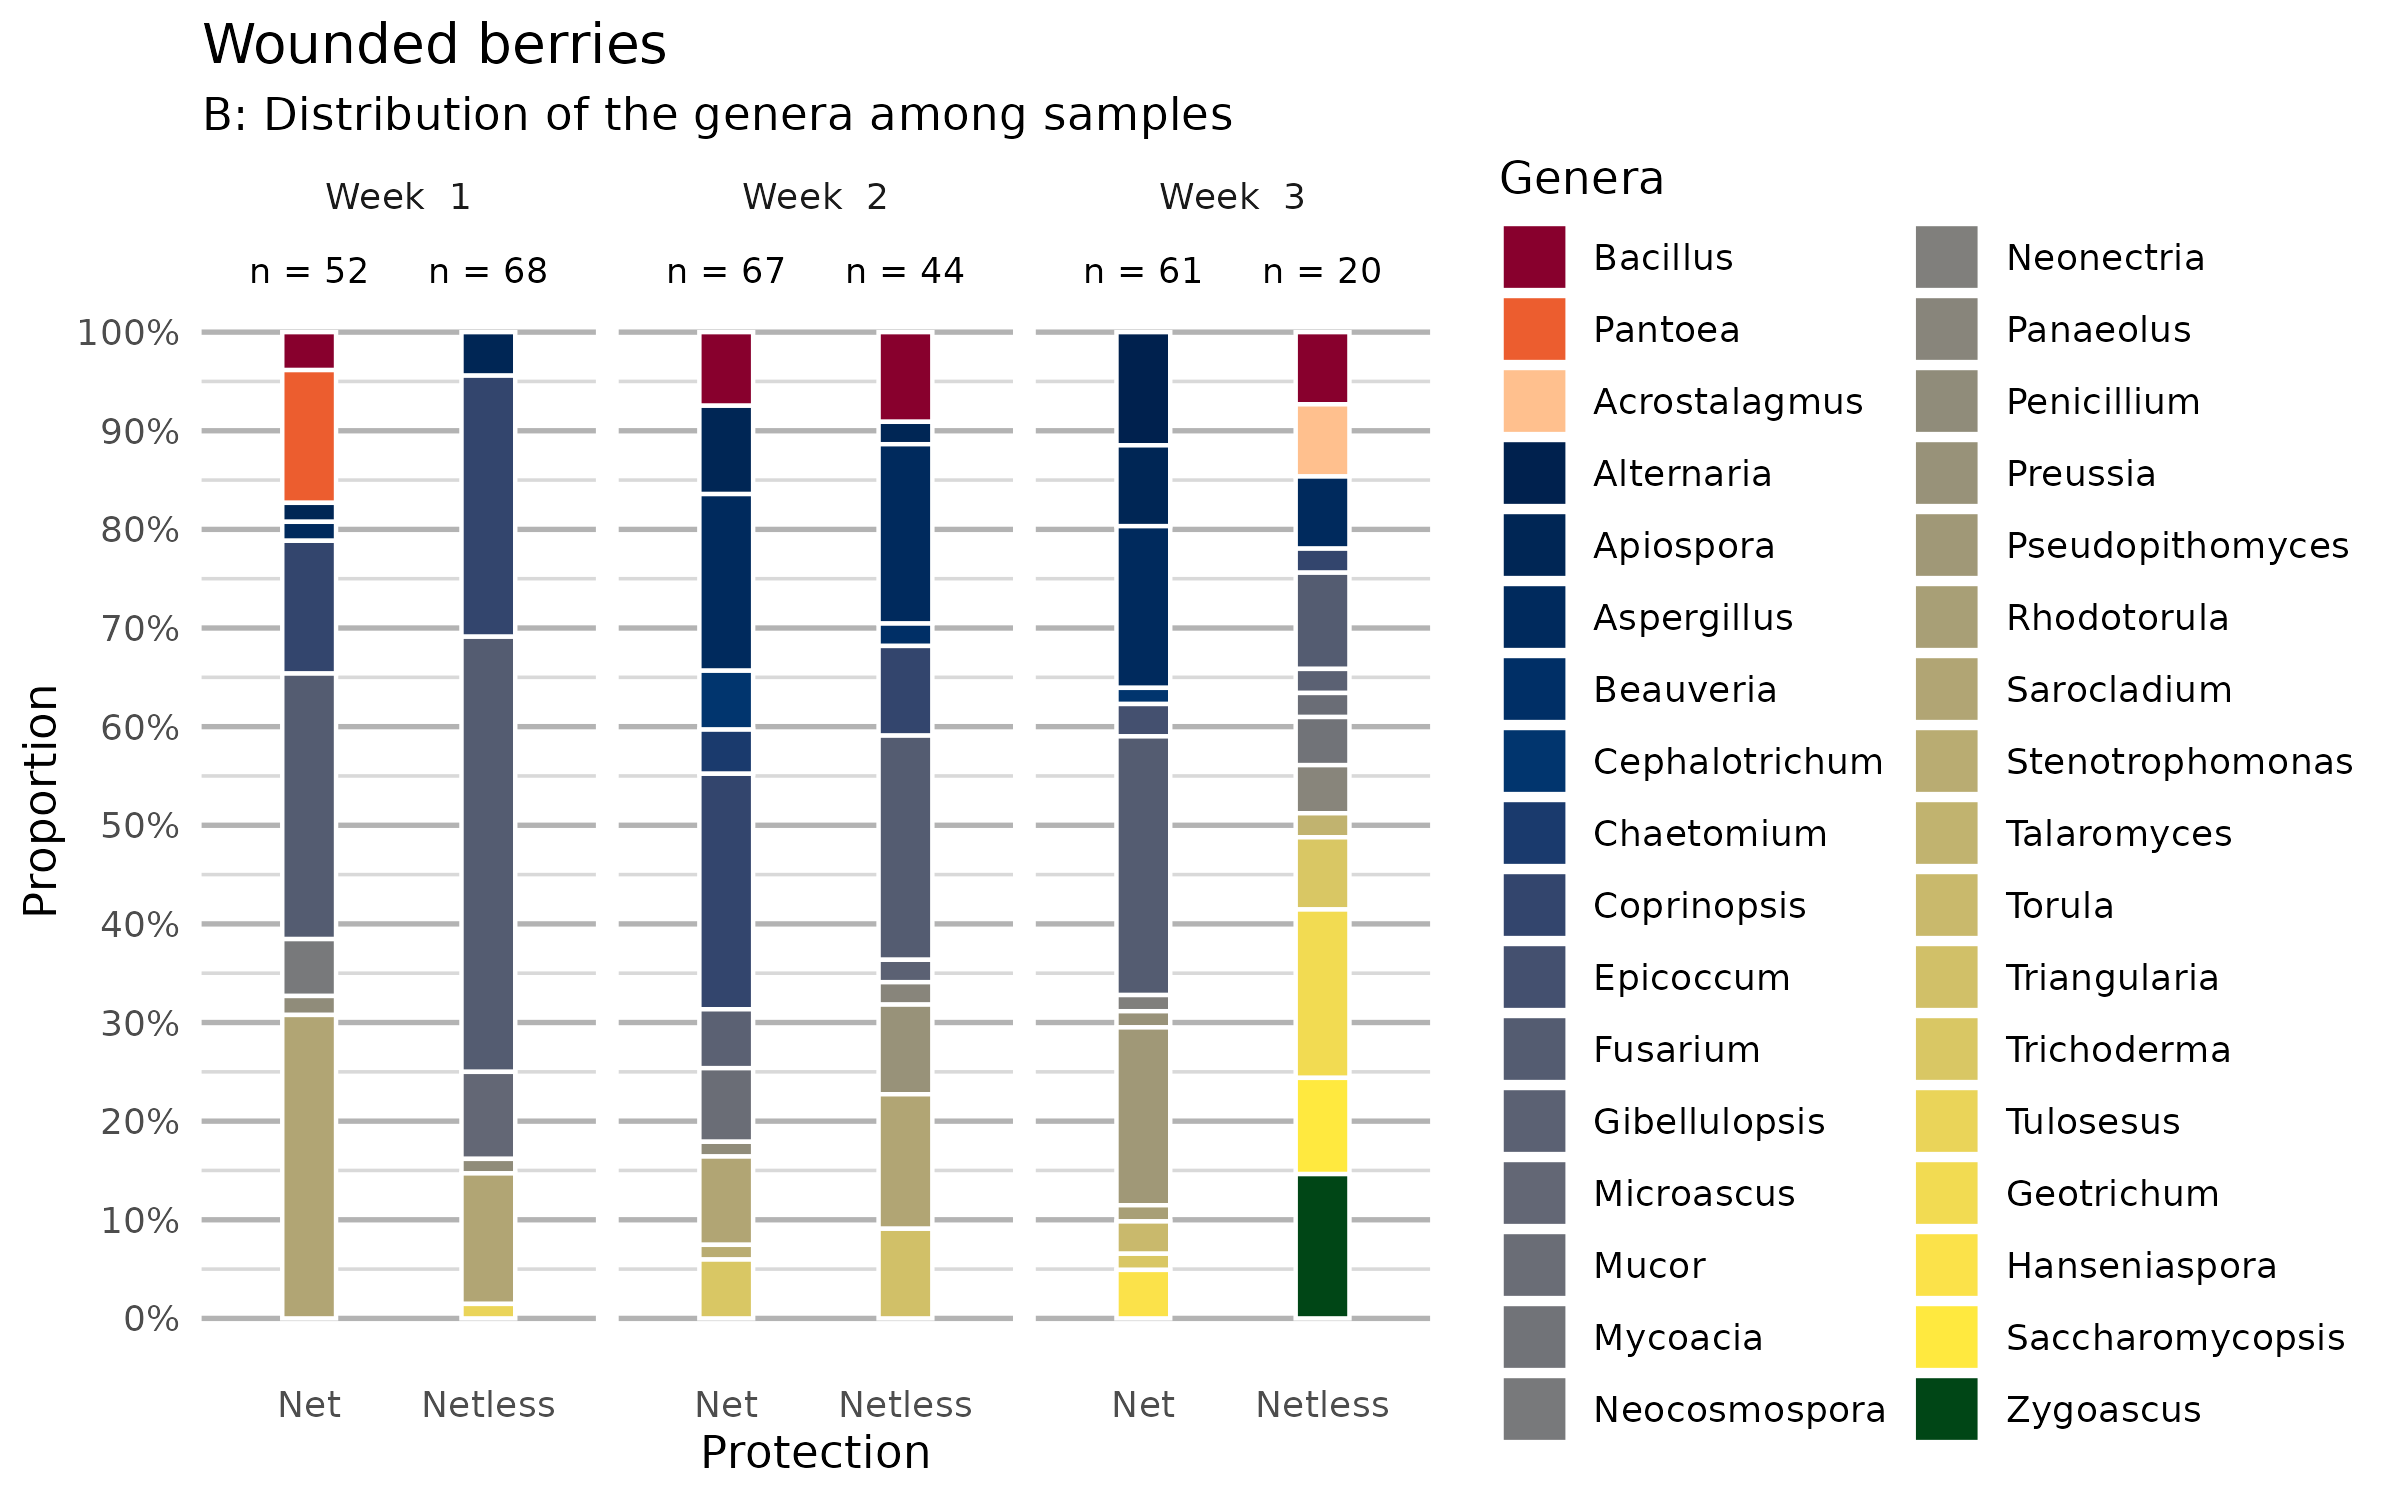 Wounded berries
B: Distribution of the genera among samples
Week  1
Week  2
Week  3
n = 52
n = 68
n = 67
n = 44
n = 61
n = 20
100%
90%
80%
70%
60%
50%
40%
30%
20%
10%
0%
Proportion
Net
Netless
Net
Netless
Net
Netless
Protection
Genera
Bacillus
Pantoea
Acrostalagmus
Alternaria
Apiospora
Aspergillus
Beauveria
Cephalotrichum
Chaetomium
Coprinopsis
Epicoccum
Fusarium
Gibellulopsis
Microascus
Mucor
Mycoacia
Neocosmospora
Neonectria
Panaeolus
Penicillium
Preussia
Pseudopithomyces
Rhodotorula
Sarocladium
Stenotrophomonas
Talaromyces
Torula
Triangularia
Trichoderma
Tulosesus
Geotrichum
Hanseniaspora
Saccharomycopsis
Zygoascus